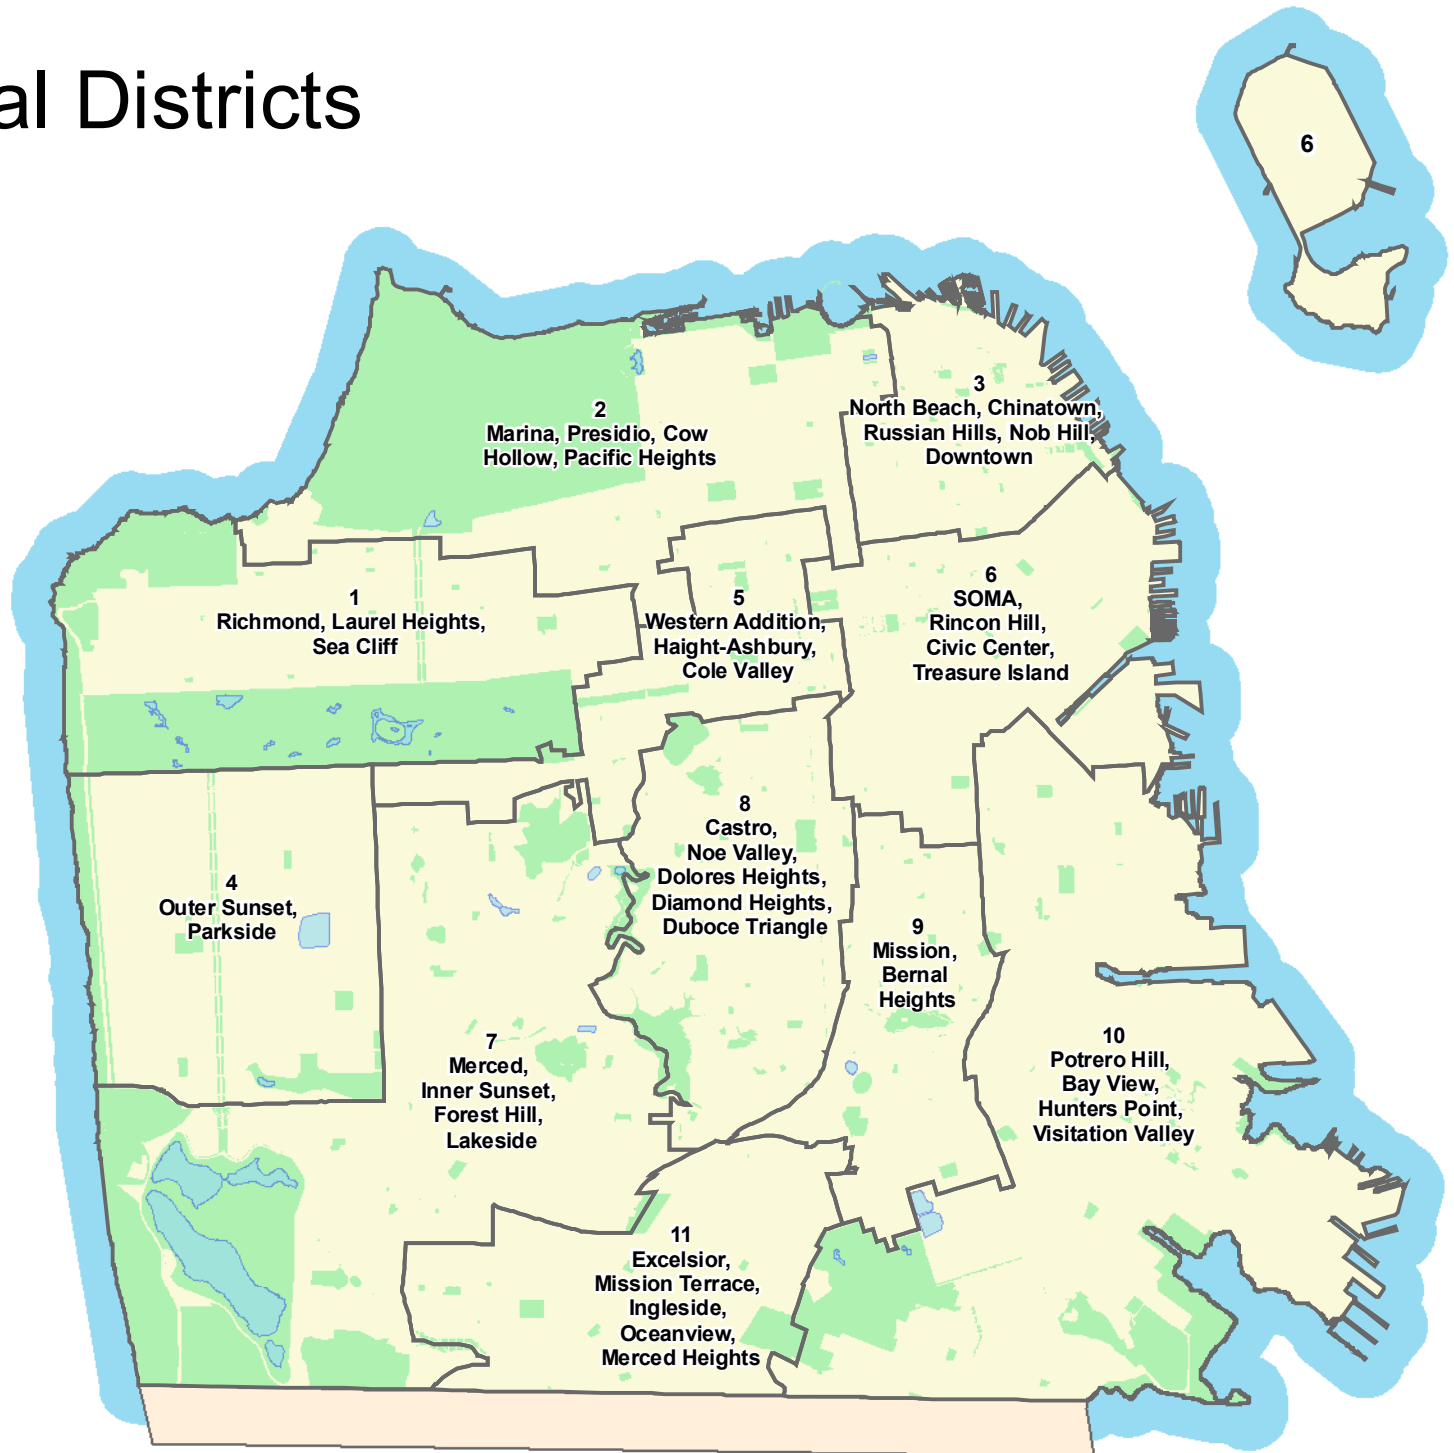 al Districts
6
3
North Beach, Chinatown,
Russian Hills, Nob Hill,
Downtown
2
Marina, Presidio, Cow
Hollow, Pacific Heights
6
SOMA,
Rincon Hill,
Civic Center,
Treasure Island
1
Richmond, Laurel Heights,
Sea Cliff
5
Western Addition,
Haight-Ashbury,
Cole Valley
8
Castro,
Noe Valley,
Dolores Heights,
Diamond Heights,
Duboce Triangle
4
Outer Sunset,
Parkside
9
Mission,
Bernal
Heights
7
Merced,
Inner Sunset,
Forest Hill,
Lakeside
10
Potrero Hill,
Bay View,
Hunters Point,
Visitation Valley
11
Excelsior,
Mission Terrace,
Ingleside,
Oceanview,
Merced Heights